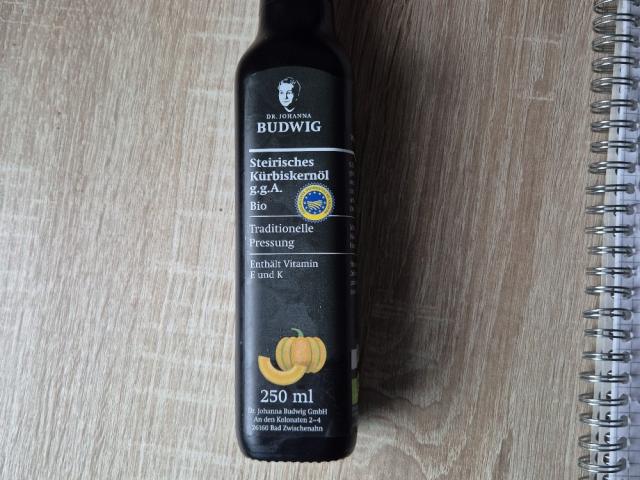 DR. JOHANNA
BUDWIG
Steirisches
Kürbiskernöl
g.g.A.
Bio
Traditionelle
Pressung
Enthält Vitamin
E und K
250 ml
Dr. Johanna Budwig GmbH
An den Kolonaten 2–4
26160 Bad Zwischenahn